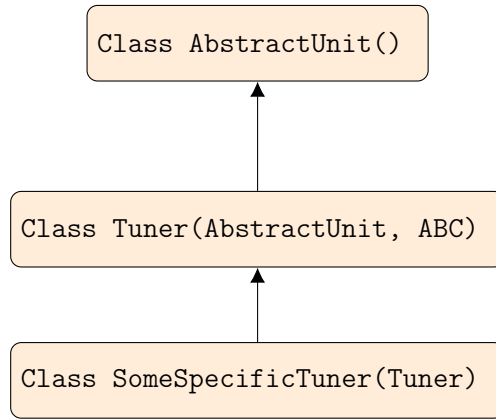 Class AbstractUnit()
Class Tuner(AbstractUnit, ABC)
Class SomeSpecificTuner(Tuner)